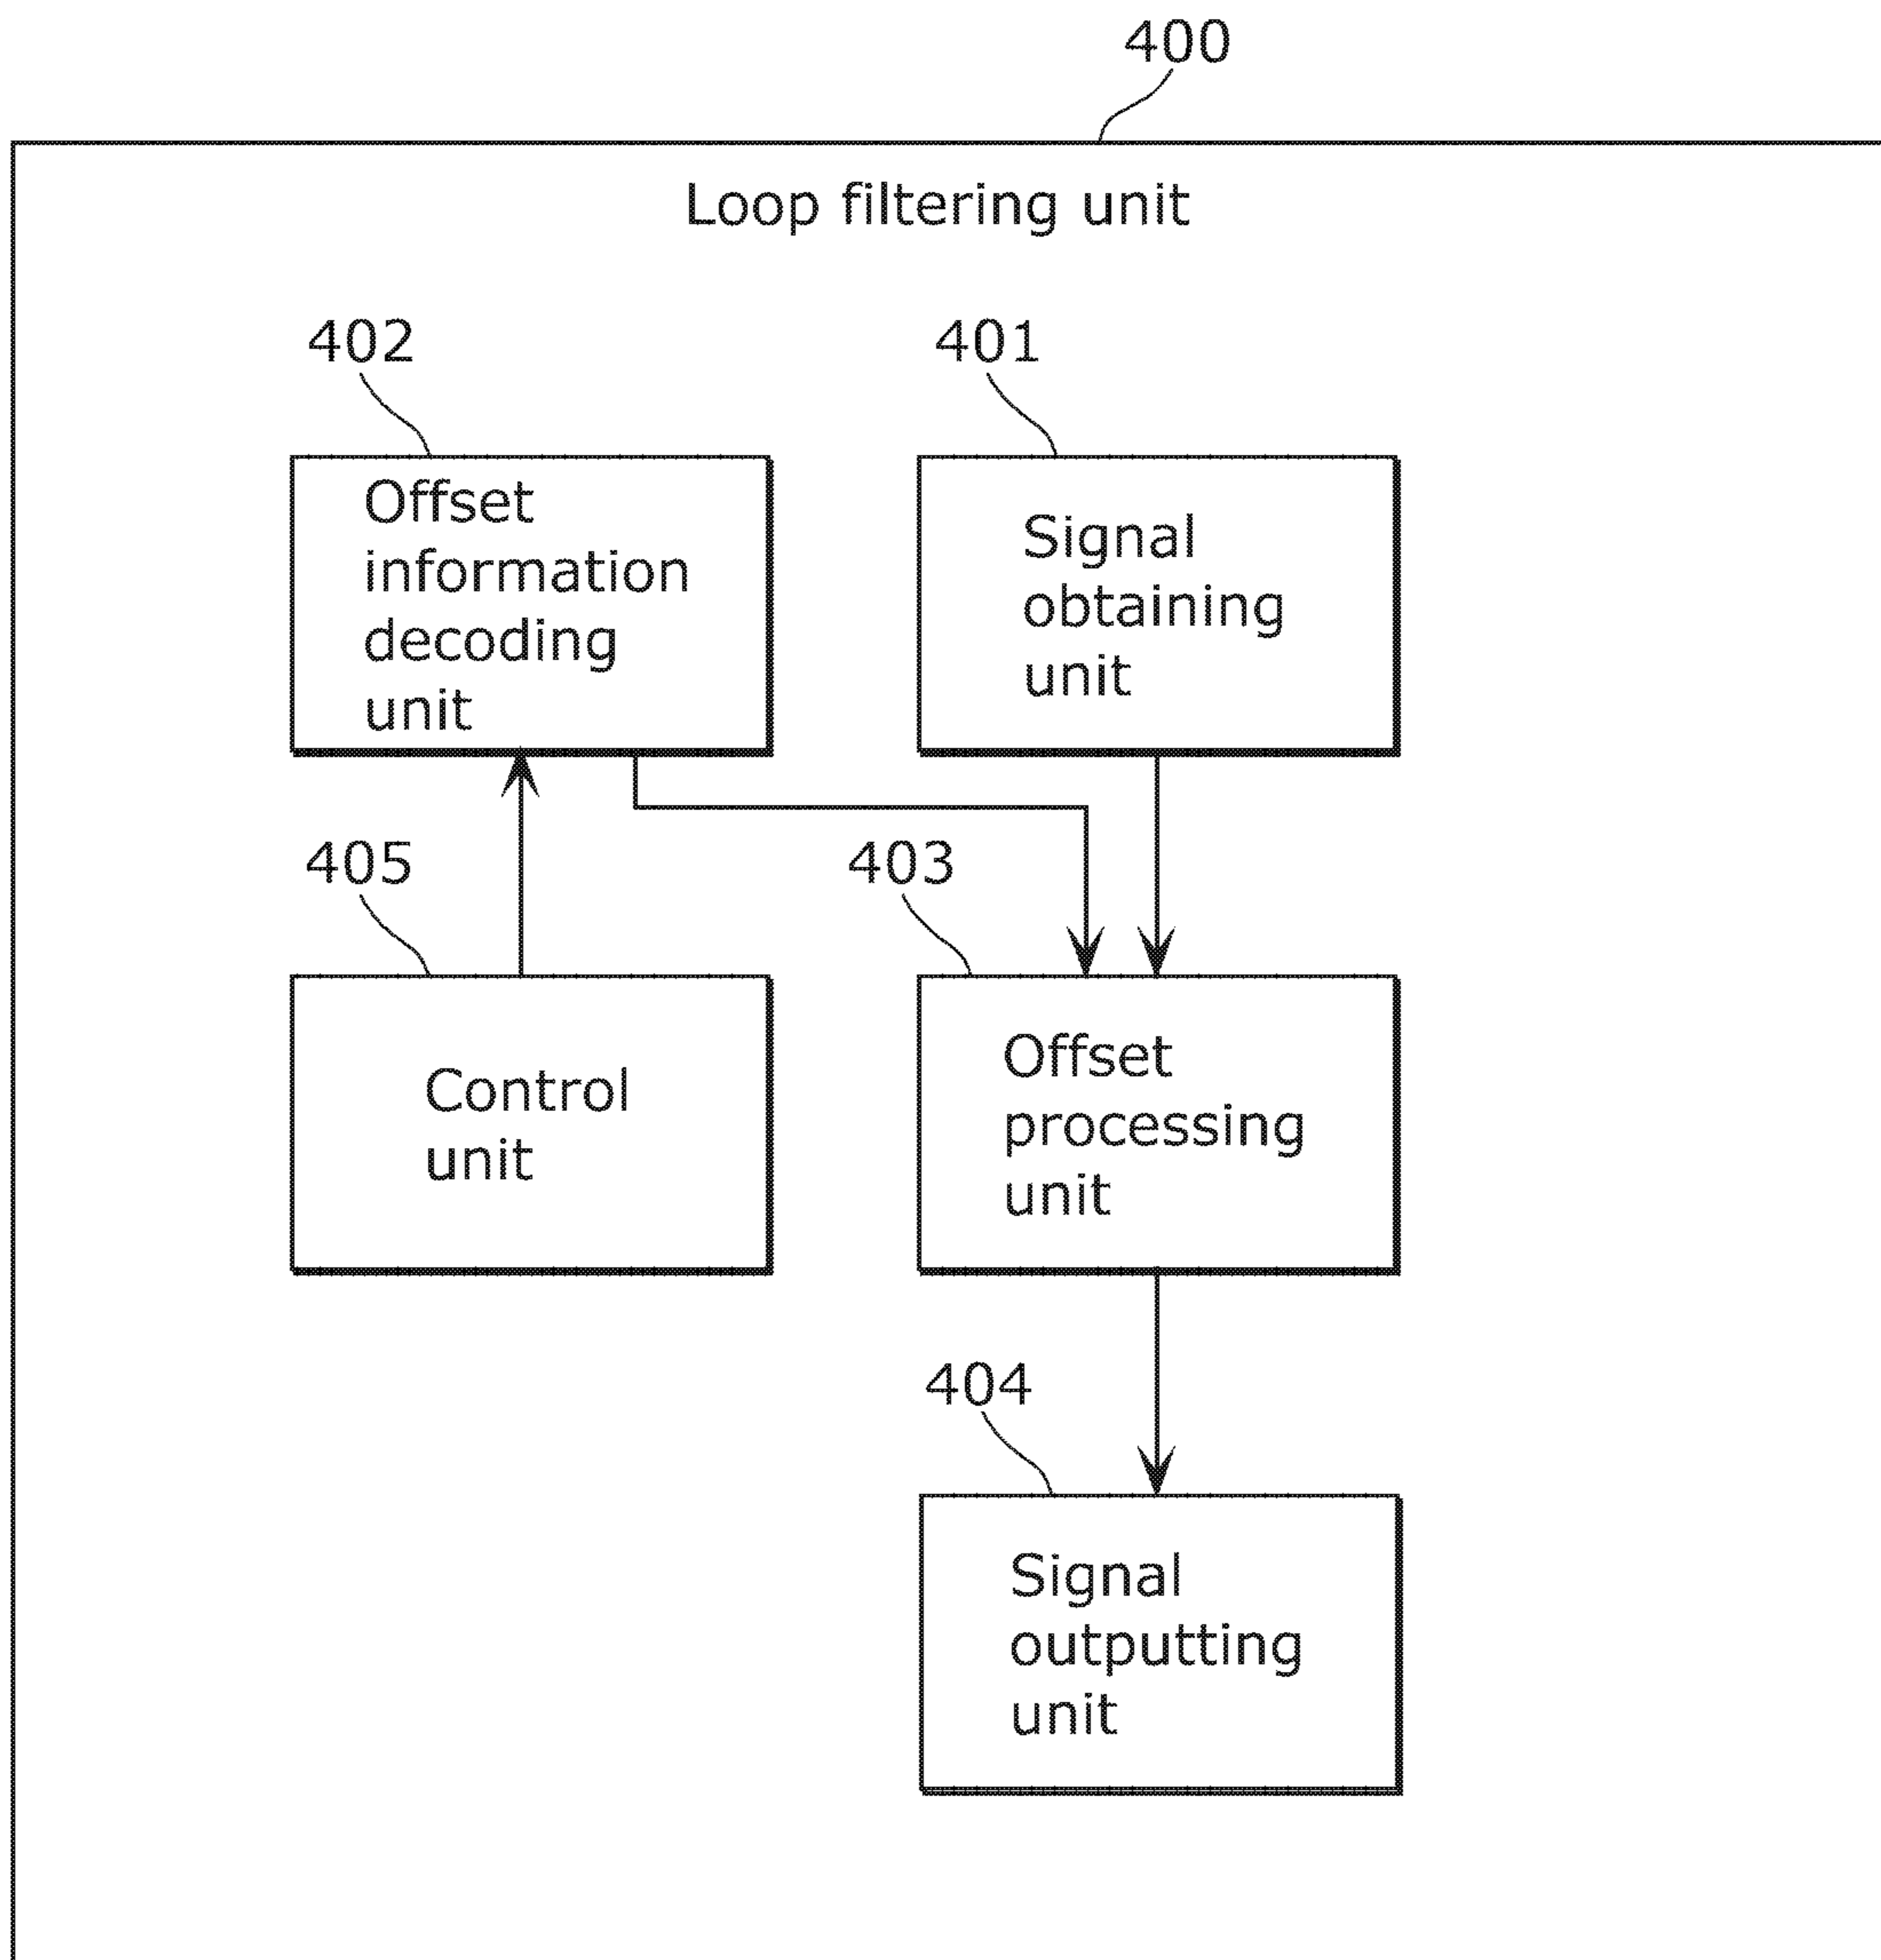 400
Loop filtering unit
402
401
Offset
information
decoding
unit
Signal
obtaining
unit
405
403
Control
unit
Offset
processing
unit
404
Signal
outputting
unit